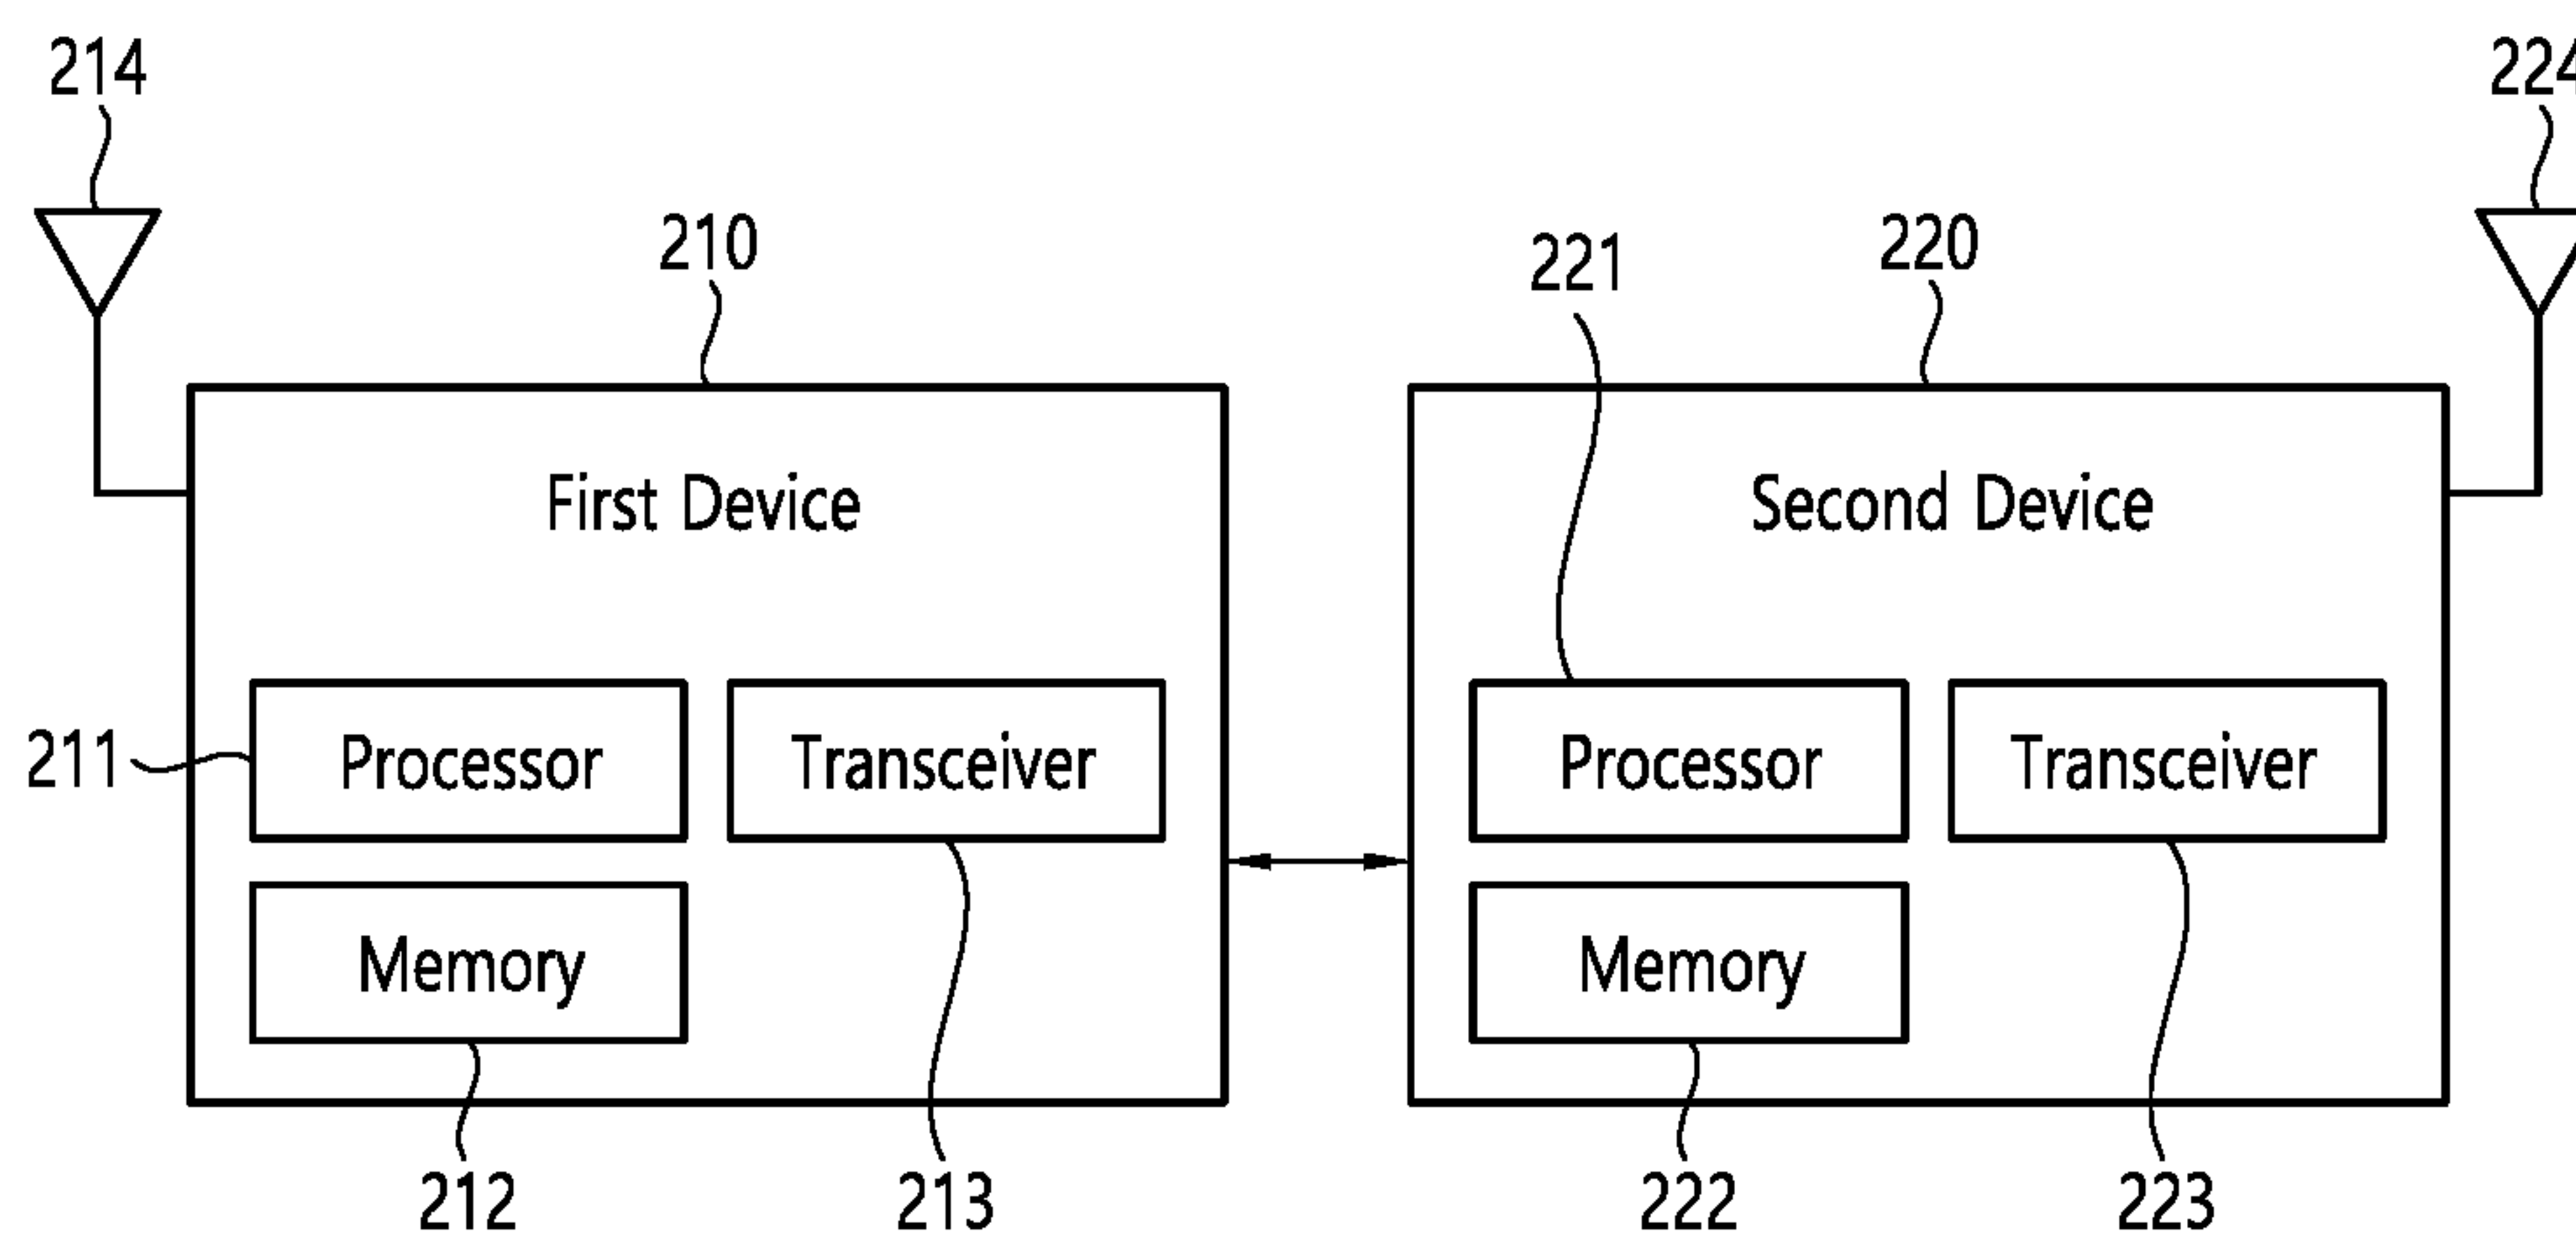 214
224
210
221
220
First Device
Second Device
211
Processor
Transceiver
Processor
Transceiver
Memory
Memory
212
213
222
223